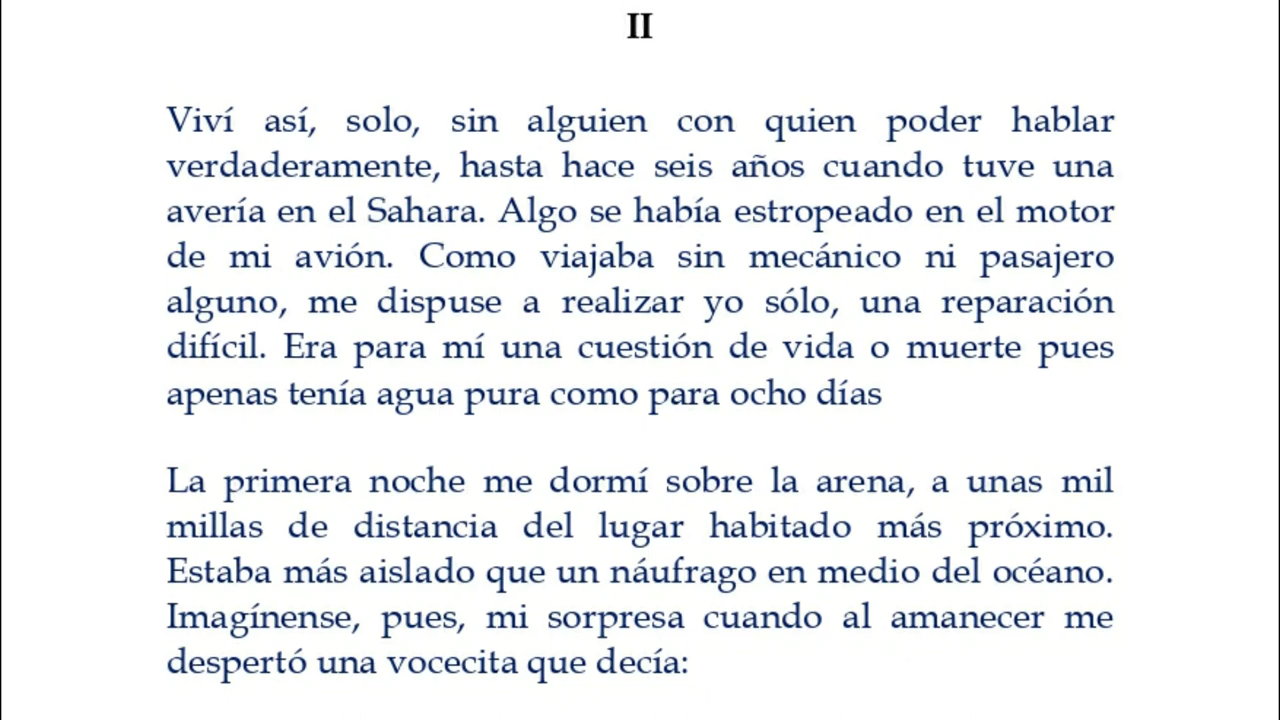 II
Viví así, solo, sin alguien con quien poder hablar
verdaderamente, hasta hace seis años cuando tuve una
avería en el Sahara. Algo se había estropeado en el motor
de mi avión. Como viajaba sin mecánico ni pasajero
alguno, me dispuse a realizar yo sólo, una reparación
difícil. Era para mí una cuestión de vida o muerte pues
apenas tenía agua pura como para ocho días
La primera noche me dormí sobre la arena, a unas mil
millas de distancia del lugar habitado más próximo.
Estaba más aislado que un náufrago en medio del océano.
Imagínense, pues, mi sorpresa cuando al amanecer me
despertó una vocecita que decía: